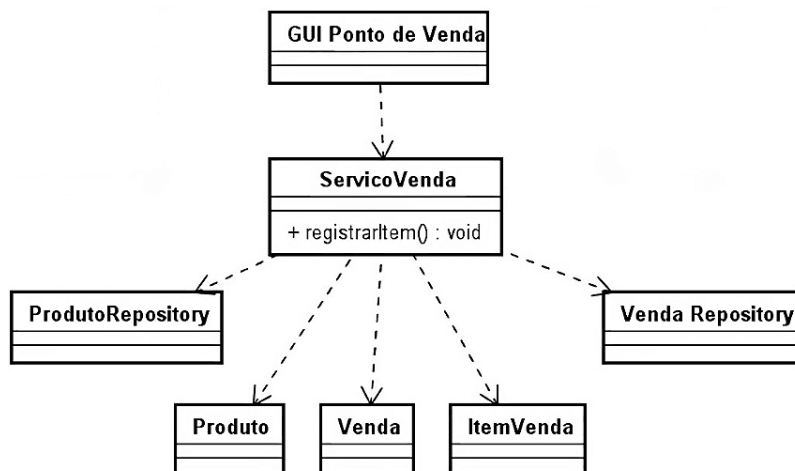 GUI Ponto de Venda
ServicoVenda
+ registrarItem() : void
ProdutoRepository
Venda Repository
Produto
Venda
ItemVenda